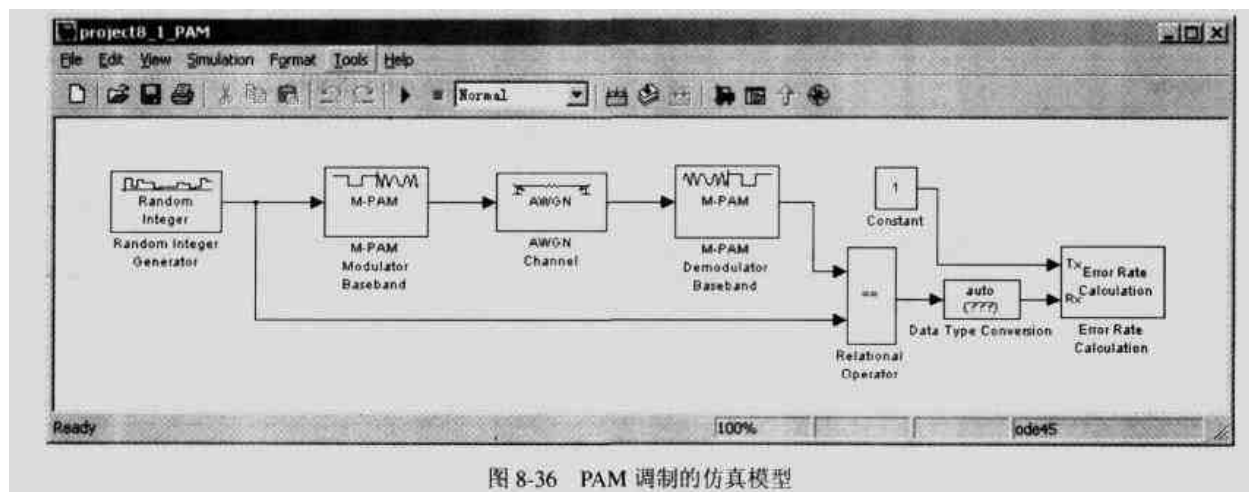 project8_1_PAM
File Edit View Simulation Format Tools Help
Normal
Random
Integer
Random Integer
Generator
M-PAM
M-PAM
Modulator
Baseband
AWGN
AWGN
Channel
M-PAM
M-PAM
Demodulator
Baseband
1
Constant
==
Relational
Operator
auto
(???)
Data Type Conversion
Tx
Rx
Error Rate
Calculation
Error Rate
Calculation
Ready
100%
ode45
图 8-36 PAM 调制的仿真模型